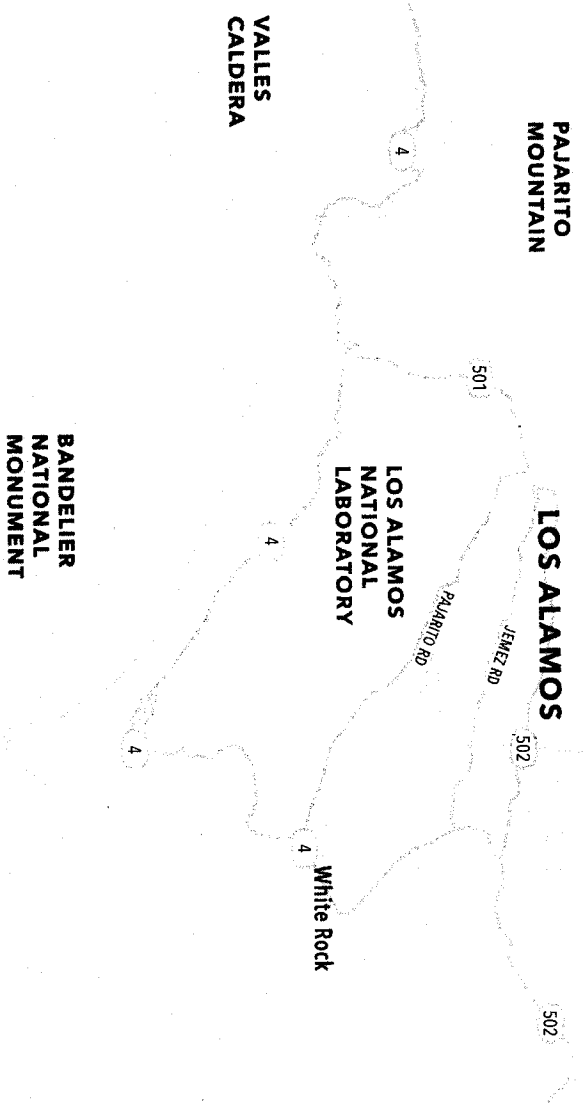 PAJARITO
MOUNTAIN
VALLES
CALDERA
4
501
LOS ALAMOS
502
JEMEZ RD
PAJARITO RD
LOS ALAMOS
NATIONAL
LABORATORY
4
BANDELIER
NATIONAL
MONUMENT
4
4
White Rock
502